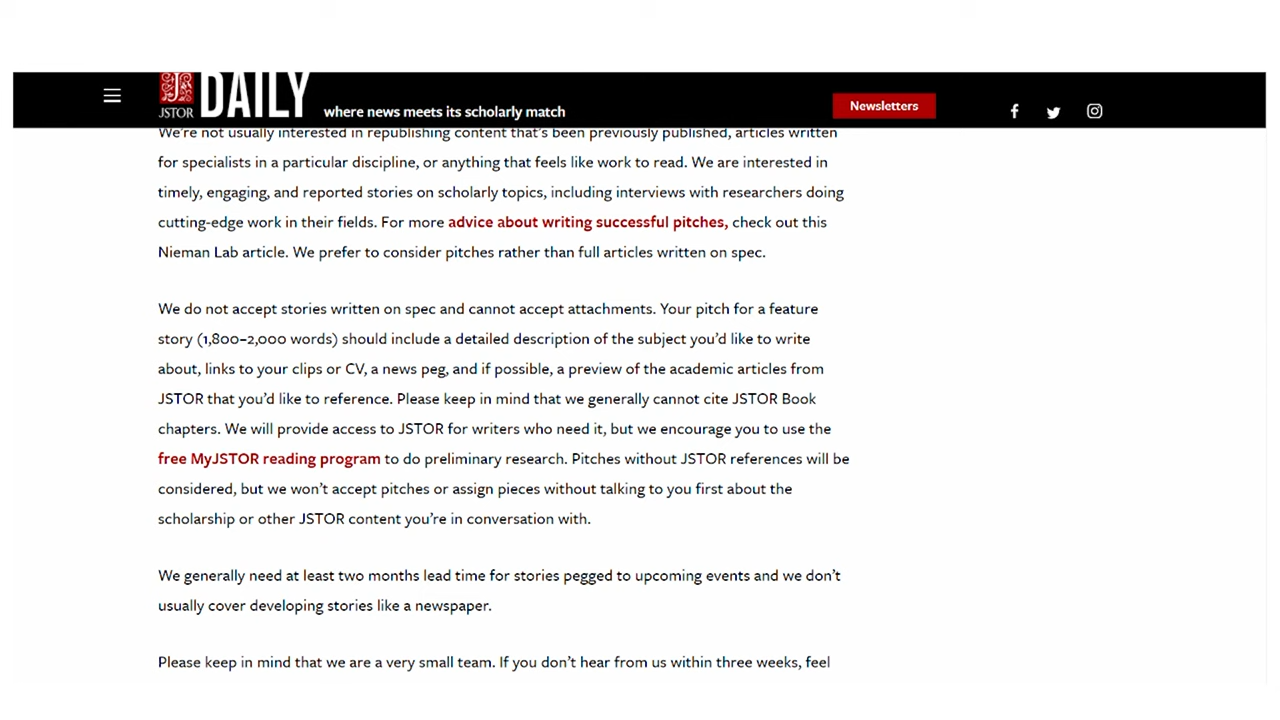 JSTOR DAILY where news meets its scholarly match Newsletters
We're not usually interested in republishing content that's been previously published, articles written
for specialists in a particular discipline, or anything that feels like work to read. We are interested in
timely, engaging, and reported stories on scholarly topics, including interviews with researchers doing
cutting-edge work in their fields. For more advice about writing successful pitches, check out this
Nieman Lab article. We prefer to consider pitches rather than full articles written on spec.
We do not accept stories written on spec and cannot accept attachments. Your pitch for a feature
story (1,800–2,000 words) should include a detailed description of the subject you'd like to write
about, links to your clips or CV, a news peg, and if possible, a preview of the academic articles from
JSTOR that you'd like to reference. Please keep in mind that we generally cannot cite JSTOR Book
chapters. We will provide access to JSTOR for writers who need it, but we encourage you to use the
free MyJSTOR reading program to do preliminary research. Pitches without JSTOR references will be
considered, but we won't accept pitches or assign pieces without talking to you first about the
scholarship or other JSTOR content you're in conversation with.
We generally need at least two months lead time for stories pegged to upcoming events and we don't
usually cover developing stories like a newspaper.
Please keep in mind that we are a very small team. If you don't hear from us within three weeks, feel